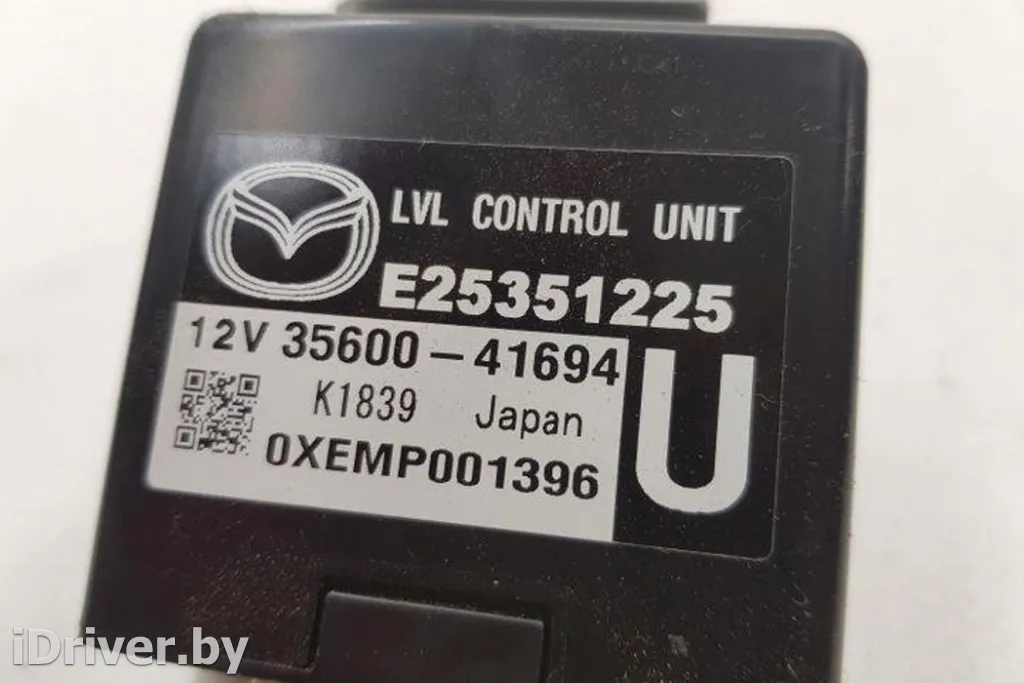 LVL CONTROL UNIT
E25351225
12V 35600-41694
K1839 Japan
0XEMP001396
U
iDriver.by